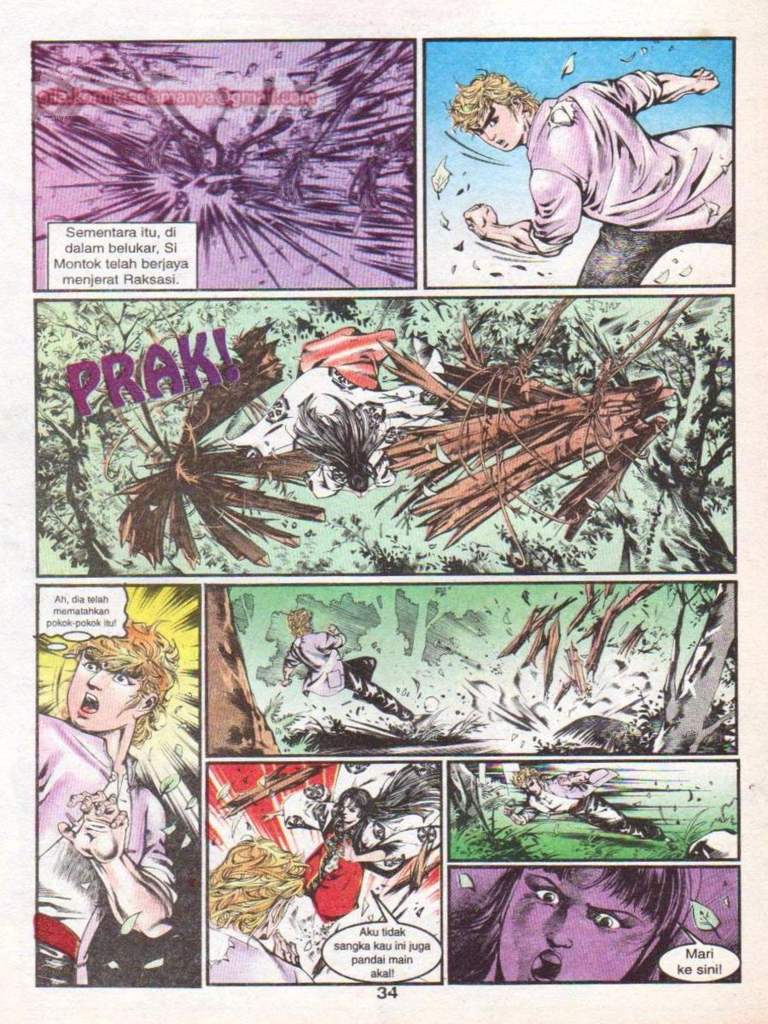 Sementara itu, di
dalam belukar, Si
Montok telah berjaya
menjerat Raksasi.
PRAK!
Ah, dia telah
mematahkan
pokok-pokok itu!
Aku tidak
sangka kau ini juga
pandai main
akal!
Mari
ke sini!
34